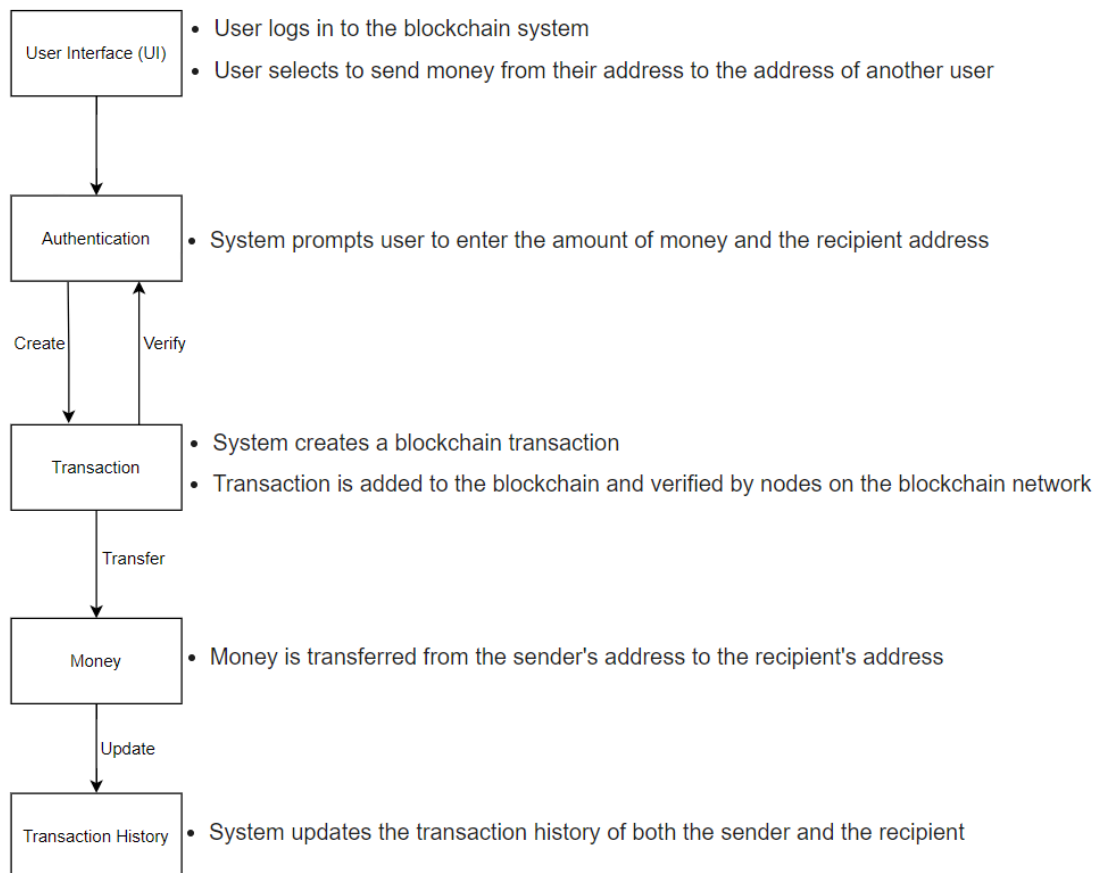 User Interface (UI)
• User logs in to the blockchain system
• User selects to send money from their address to the address of another user
Authentication
• System prompts user to enter the amount of money and the recipient address
Create
Verify
Transaction
• System creates a blockchain transaction
• Transaction is added to the blockchain and verified by nodes on the blockchain network
Transfer
Money
• Money is transferred from the sender's address to the recipient's address
Update
Transaction History
• System updates the transaction history of both the sender and the recipient